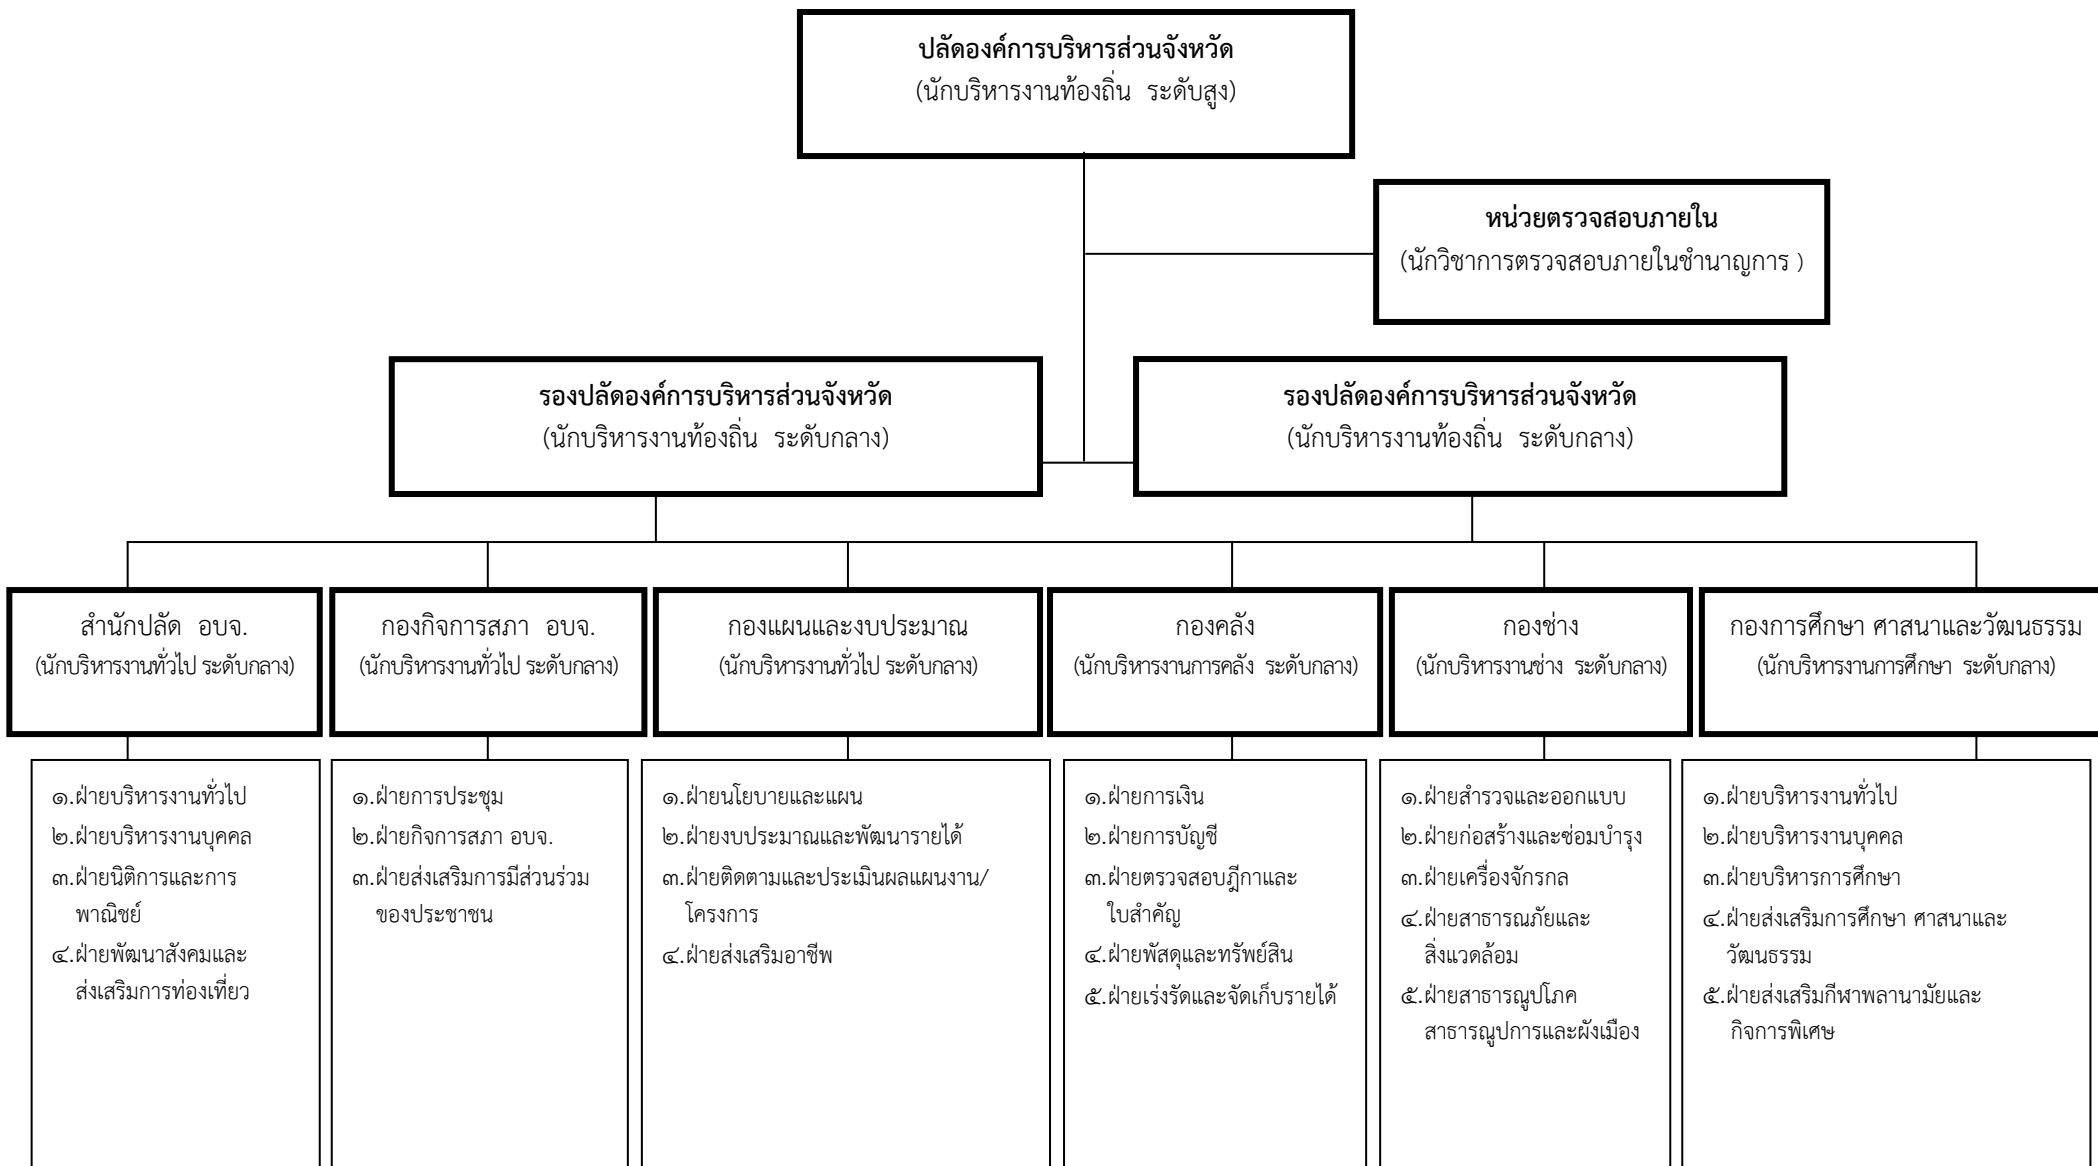 ปลัดองค์การบริหารส่วนจังหวัด
(นักบริหารงานท้องถิ่น ระดับสูง)
หน่วยตรวจสอบภายใน
(นักวิชาการตรวจสอบภายในชำนาญการ )
รองปลัดองค์การบริหารส่วนจังหวัด
(นักบริหารงานท้องถิ่น ระดับกลาง)
รองปลัดองค์การบริหารส่วนจังหวัด
(นักบริหารงานท้องถิ่น ระดับกลาง)
สำนักปลัด อบจ.
(นักบริหารงานทั่วไป ระดับกลาง)
กองกิจการสภา อบจ.
(นักบริหารงานทั่วไป ระดับกลาง)
กองแผนและงบประมาณ
(นักบริหารงานทั่วไป ระดับกลาง)
กองคลัง
(นักบริหารงานการคลัง ระดับกลาง)
กองช่าง
(นักบริหารงานช่าง ระดับกลาง)
กองการศึกษา ศาสนาและวัฒนธรรม
(นักบริหารงานการศึกษา ระดับกลาง)
๑.ฝ่ายบริหารงานทั่วไป
๒.ฝ่ายบริหารงานบุคคล
๓.ฝ่ายนิติการและการ
พาณิชย์
๔.ฝ่ายพัฒนาสังคมและ
ส่งเสริมการท่องเที่ยว
๑.ฝ่ายการประชุม
๒.ฝ่ายกิจการสภา อบจ.
๓.ฝ่ายส่งเสริมการมีส่วนร่วม
ของประชาชน
๑.ฝ่ายนโยบายและแผน
๒.ฝ่ายงบประมาณและพัฒนารายได้
๓.ฝ่ายติดตามและประเมินผลแผนงาน/
โครงการ
๔.ฝ่ายส่งเสริมอาชีพ
๑.ฝ่ายการเงิน
๒.ฝ่ายการบัญชี
๓.ฝ่ายตรวจสอบฎีกาและ
ใบสำคัญ
๔.ฝ่ายพัสดุและทรัพย์สิน
๕.ฝ่ายเร่งรัดและจัดเก็บรายได้
๑.ฝ่ายสำรวจและออกแบบ
๒.ฝ่ายก่อสร้างและซ่อมบำรุง
๓.ฝ่ายเครื่องจักรกล
๔.ฝ่ายสาธารณภัยและ
สิ่งแวดล้อม
๕.ฝ่ายสาธารณูปโภค
สาธารณูปการและผังเมือง
๑.ฝ่ายบริหารงานทั่วไป
๒.ฝ่ายบริหารงานบุคคล
๓.ฝ่ายบริหารการศึกษา
๔.ฝ่ายส่งเสริมการศึกษา ศาสนาและ
วัฒนธรรม
๕.ฝ่ายส่งเสริมกีฬาพลานามัยและ
กิจการพิเศษ